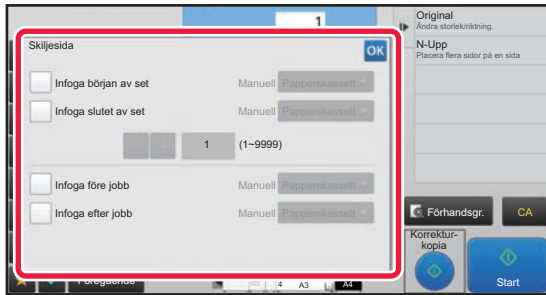 1
Original
Ändra storlek/riktning.
Skiljesida
OK
N-Upp
Placera flera sidor på en sida
Infoga början av set
Manuell
Papperskassett
Infoga slutet av set
Manuell
Papperskassett
1
(1~9999)
Infoga före jobb
Manuell
Papperskassett
Infoga efter jobb
Manuell
Papperskassett
Förhandsgr.
CA
Korrektur-
kopia
Start
Föregående
4
A3
A4